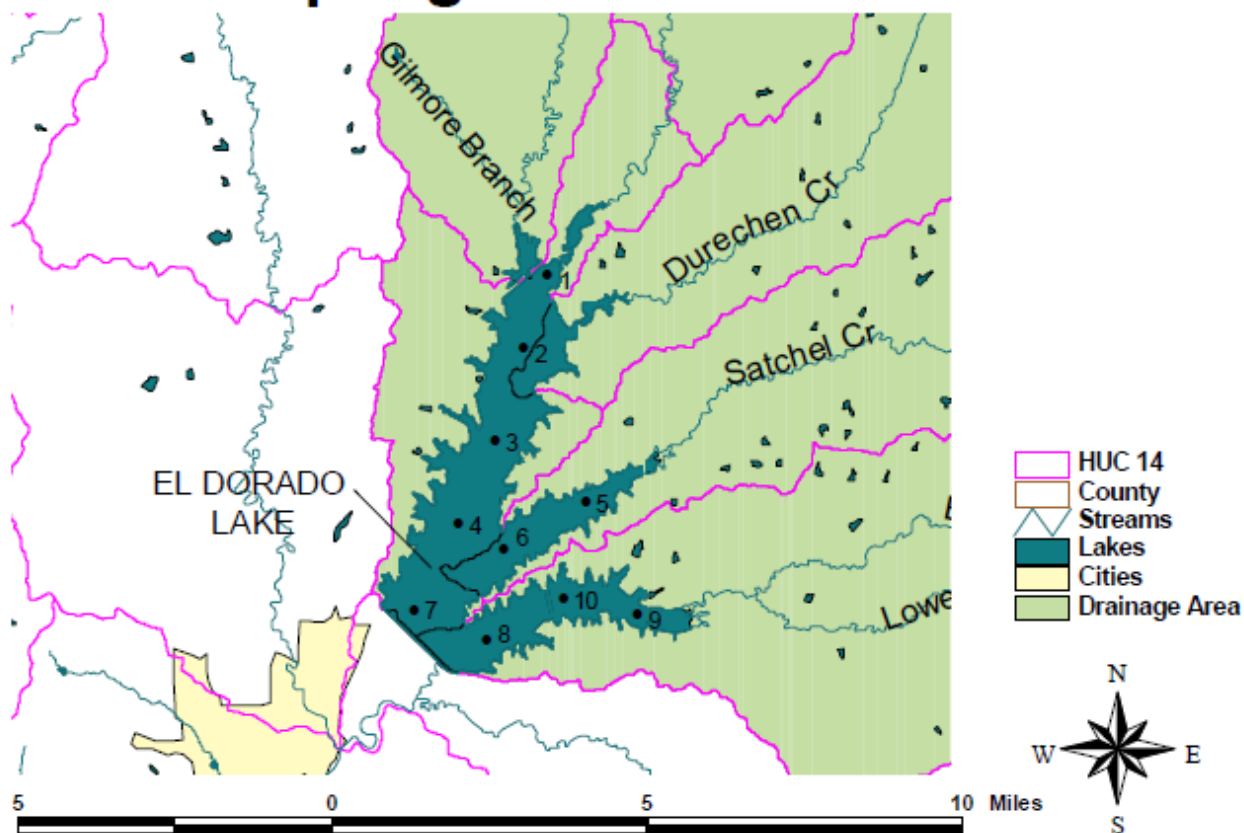 Gilmore Branch
Durechen Cr
Satchel Cr
EL DORADO
LAKE
1
2
3
4
5
6
7
8
10
9
HUC 14
County
Streams
Lakes
Cities
Drainage Area
N
W
E
S
5
0
5
10
Miles